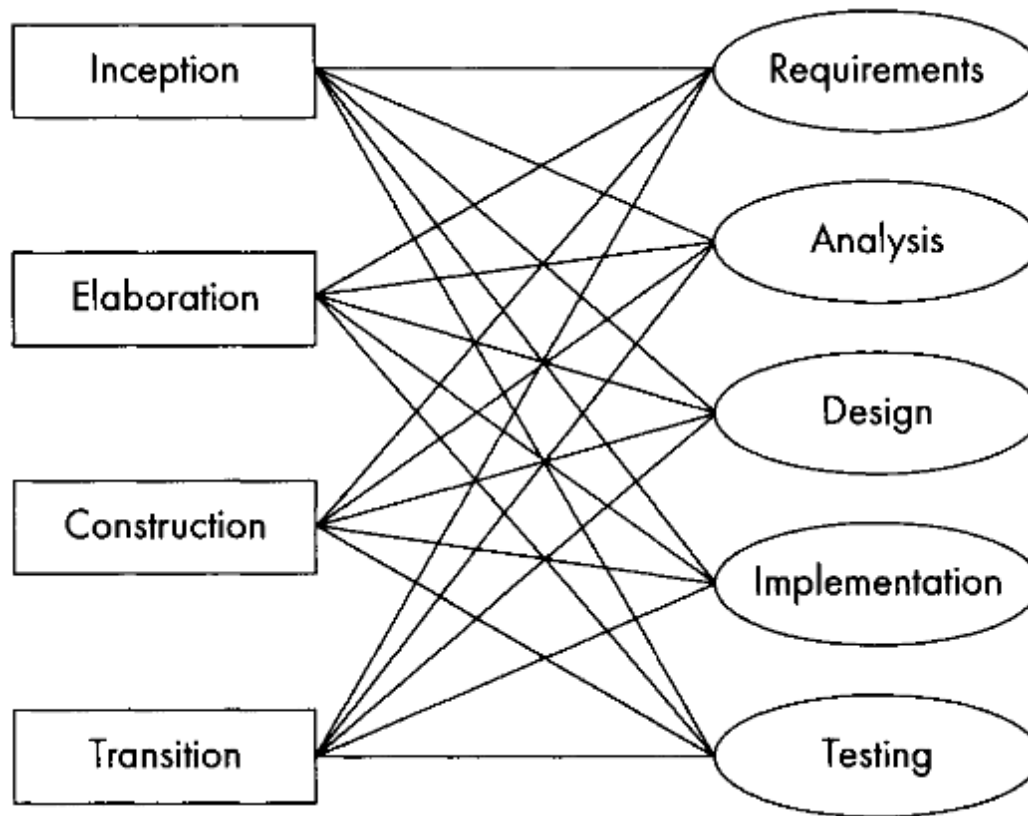 Inception
Requirements
Analysis
Elaboration
Design
Construction
Implementation
Transition
Testing